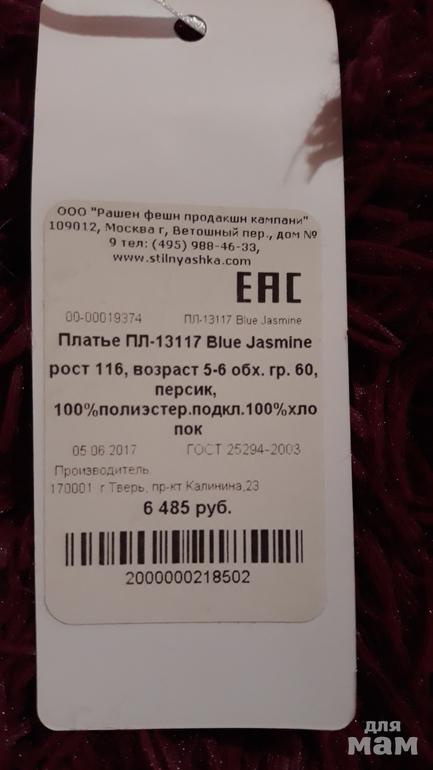 ООО "Рашен фешн продакшн кампани"
109012, Москва г, Ветошный пер., дом №
9 тел: (495) 988-46-33,
www.stilnyashka.com
ЕАС
00-00019374 ПЛ-13117 Blue Jasmine
Платье ПЛ-13117 Blue Jasmine
рост 116, возраст 5-6 обх. гр. 60,
персик,
100%полиэстер.подкл.100%хло
пок
05.06.2017 ГОСТ 25294-2003
Производитель:
170001 г Тверь, пр-кт Калинина,23
6 485 руб.
2000000218502
для
мам